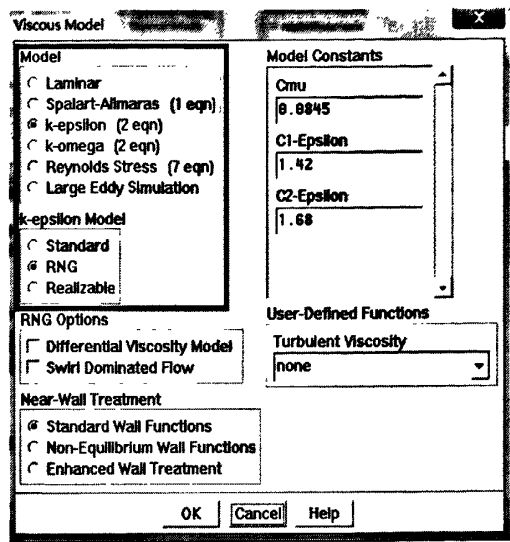 Viscous Model
X
Model
Laminar
Spalart-Allmaras (1 eqn)
k-epsilon (2 eqn)
k-omega (2 eqn)
Reynolds Stress (7 eqn)
Large Eddy Simulation
k-epsilon Model
Standard
RNG
Realizable
RNG Options
Differential Viscosity Model
Swirl Dominated Flow
Near-Wall Treatment
Standard Wall Functions
Non-Equilibrium Wall Functions
Enhanced Wall Treatment
Model Constants
Cmu
0.0845
C1-Epsilon
1.42
C2-Epsilon
1.68
User-Defined Functions
Turbulent Viscosity
none
OK Cancel Help